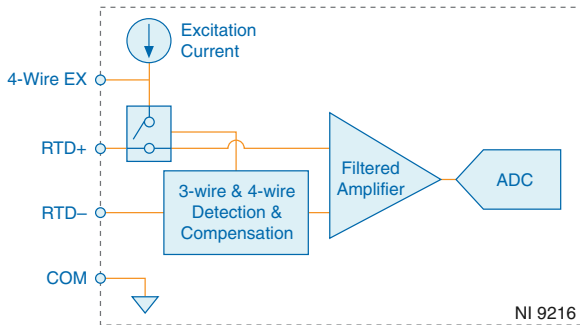 Excitation
Current
4-Wire EX
RTD+
RTD–
COM
3-wire & 4-wire
Detection &
Compensation
Filtered
Amplifier
ADC
NI 9216